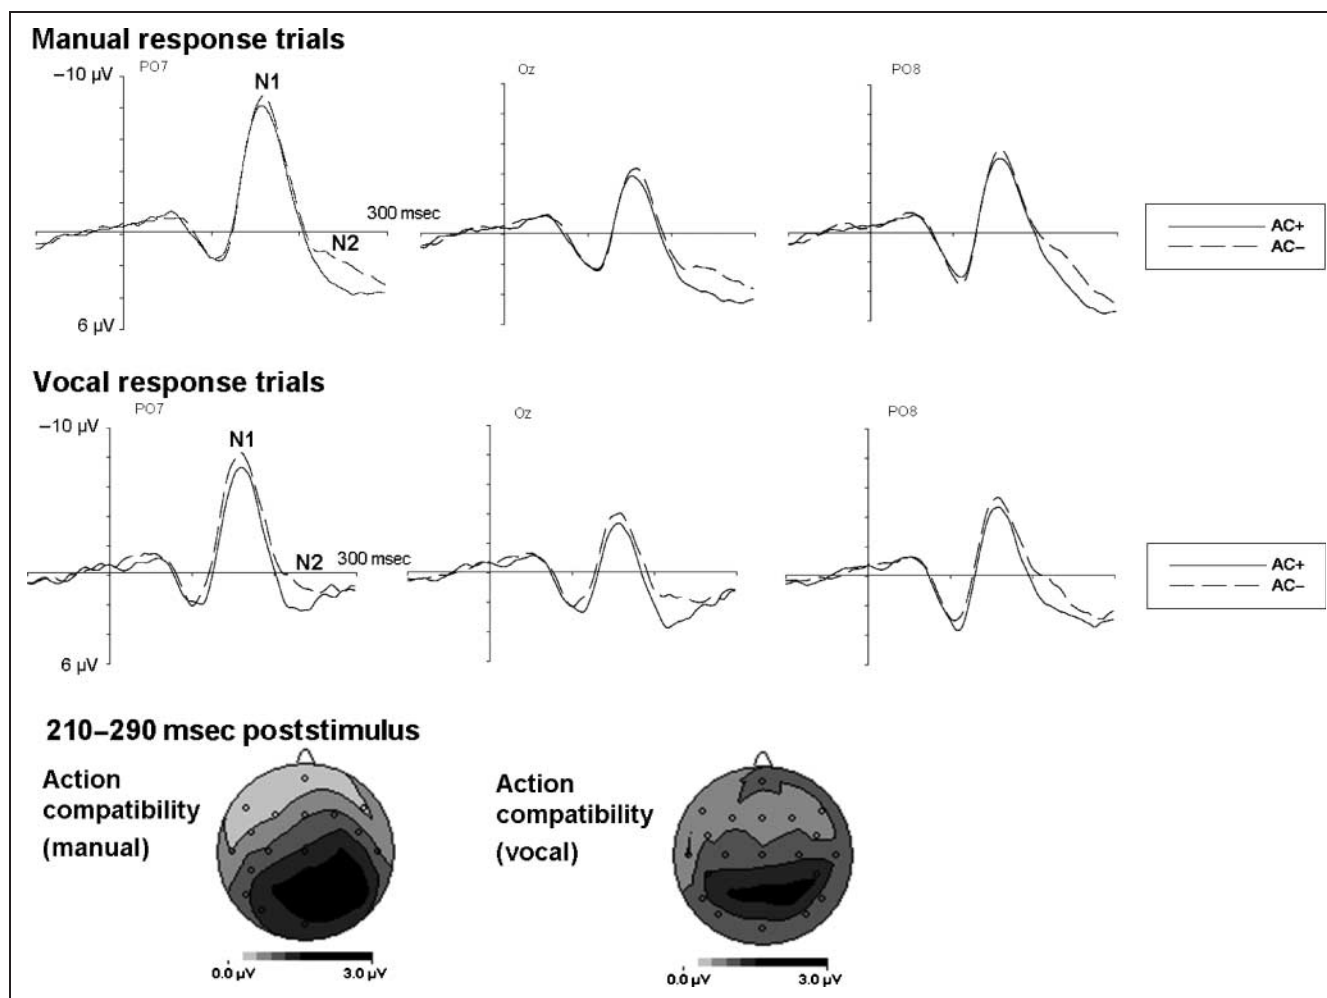 Manual response trials
–10 µV
PO7
N1
Oz
PO8
300 msec
N2
6 µV
AC+
AC–
Vocal response trials
–10 µV
PO7
N1
Oz
PO8
N2
300 msec
6 µV
AC+
AC–
210–290 msec poststimulus
Action
compatibility
(manual)
0.0 µV
3.0 µV
Action
compatibility
(vocal)
0.0 µV
3.0 µV